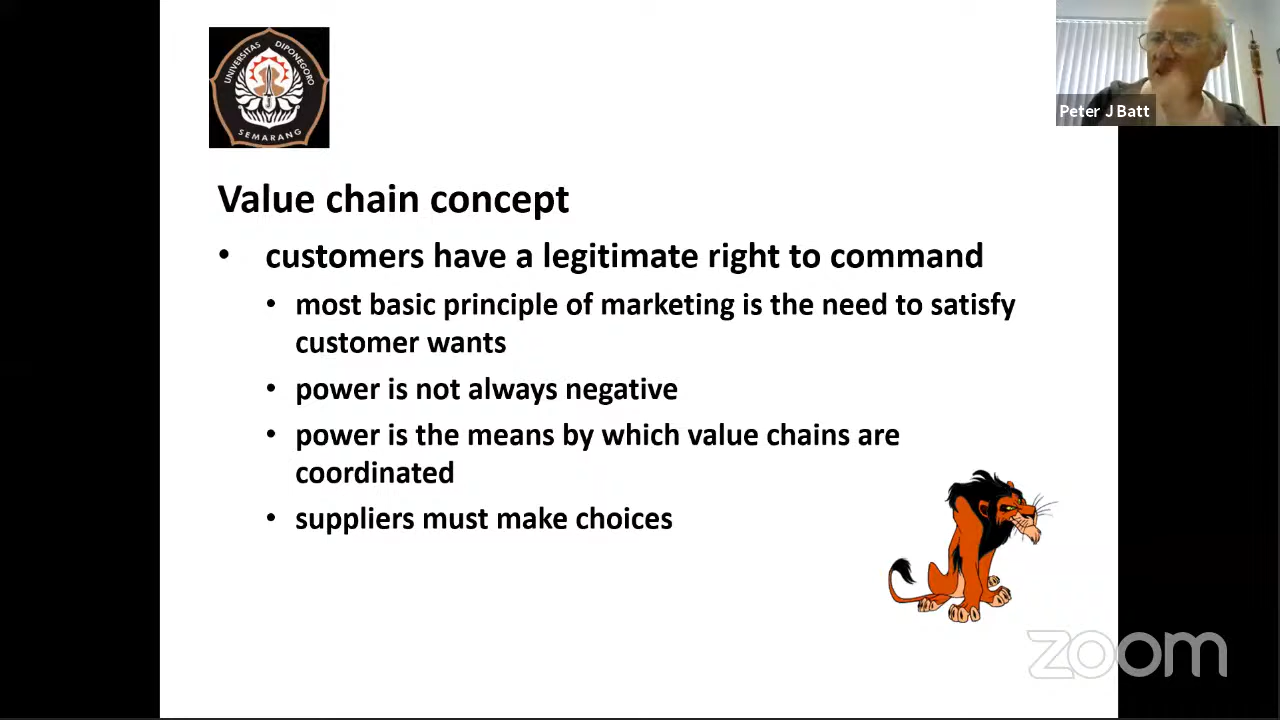 UNIVERSITAS DIPONEGORO
SEMARANG
Peter J Batt
Value chain concept
• customers have a legitimate right to command
• most basic principle of marketing is the need to satisfy
customer wants
• power is not always negative
• power is the means by which value chains are
coordinated
• suppliers must make choices
zoom